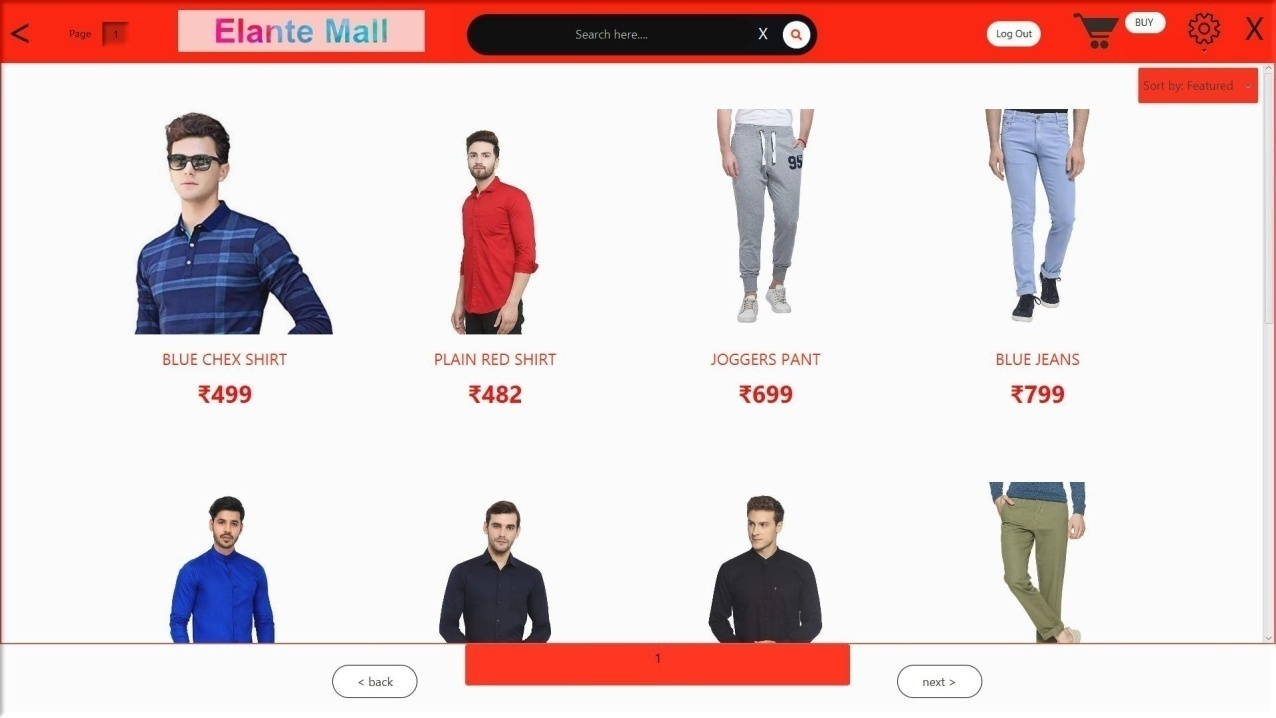 <
Page 1
Elante Mall
Search here.... X
Log Out
BUY
X
Sort by: Featured
95
BLUE CHEX SHIRT
₹499
PLAIN RED SHIRT
₹482
JOGGERS PANT
₹699
BLUE JEANS
₹799
< back
1
next >